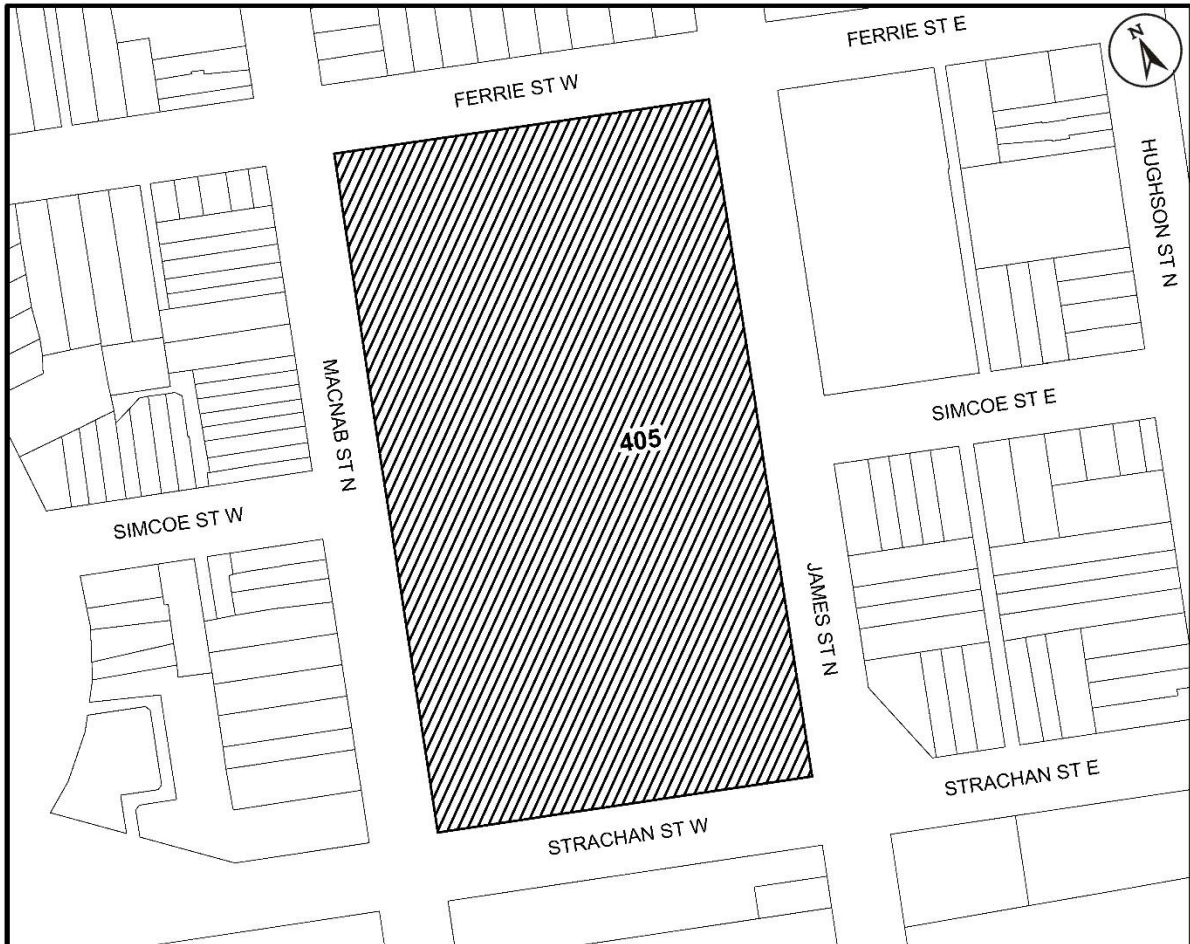 FERRIE ST E
N
FERRIE ST W
HUGHSON ST N
MACNAB ST N
SIMCOE ST E
405
SIMCOE ST W
JAMES ST N
STRACHAN ST E
STRACHAN ST W